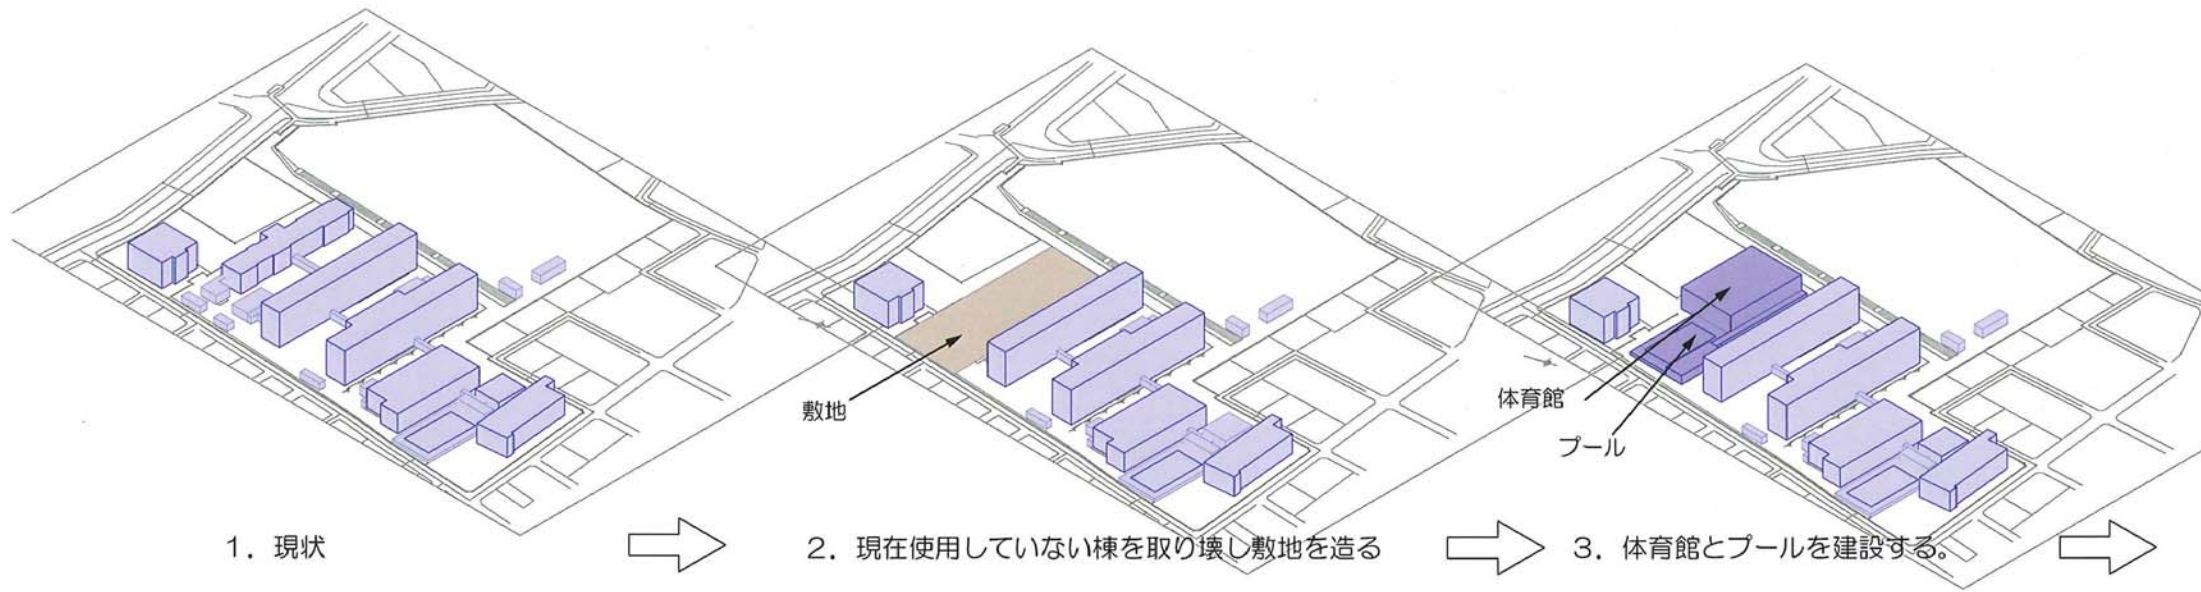 敷地
体育館
プール
1．現状
2．現在使用していない棟を取り壊し敷地を造る
3．体育館とプールを建設する。